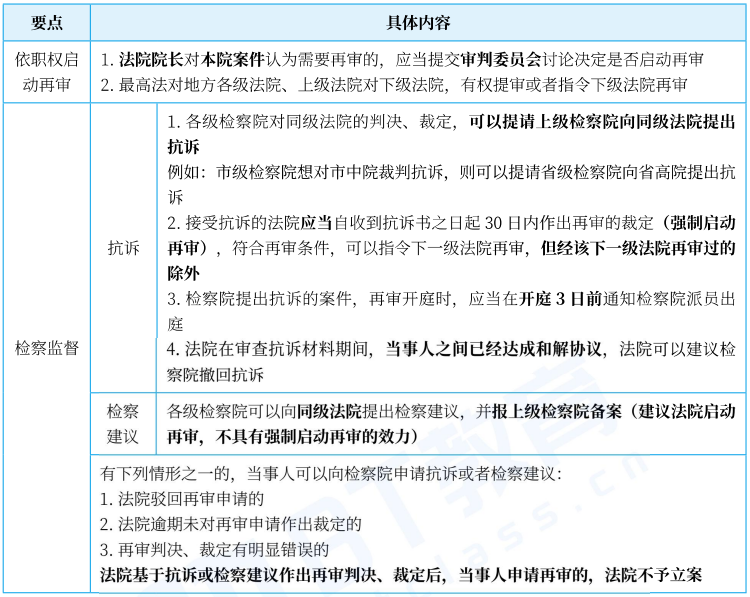 要点
具体内容
依职权启
动再审
1. 法院院长对本院案件认为需要再审的，应当提交审判委员会讨论决定是否启动再审
2. 最高法对地方各级法院、上级法院对下级法院，有权提审或者指令下级法院再审
检察监督
抗诉
1. 各级检察院对同级法院的判决、裁定，可以提请上级检察院向同级法院提出
抗诉
例如：市级检察院想对市中院裁判抗诉，则可以提请省级检察院向省高院提出抗
诉
2. 接受抗诉的法院应当自收到抗诉书之日起 30 日内作出再审的裁定（强制启动
再审），符合再审条件，可以指令下一级法院再审，但经该下一级法院再审过的
除外
3. 检察院提出抗诉的案件，再审开庭时，应当在开庭 3 日前通知检察院派员出
庭
4. 法院在审查抗诉材料期间，当事人之间已经达成和解协议，法院可以建议检
察院撤回抗诉
检察
建议
各级检察院可以向同级法院提出检察建议，并报上级检察院备案（建议法院启动
再审，不具有强制启动再审的效力）
有下列情形之一的，当事人可以向检察院申请抗诉或者检察建议：
1. 法院驳回再审申请的
2. 法院逾期未对再审申请作出裁定的
3. 再审判决、裁定有明显错误的
法院基于抗诉或检察建议作出再审判决、裁定后，当事人申请再审的，法院不予立案